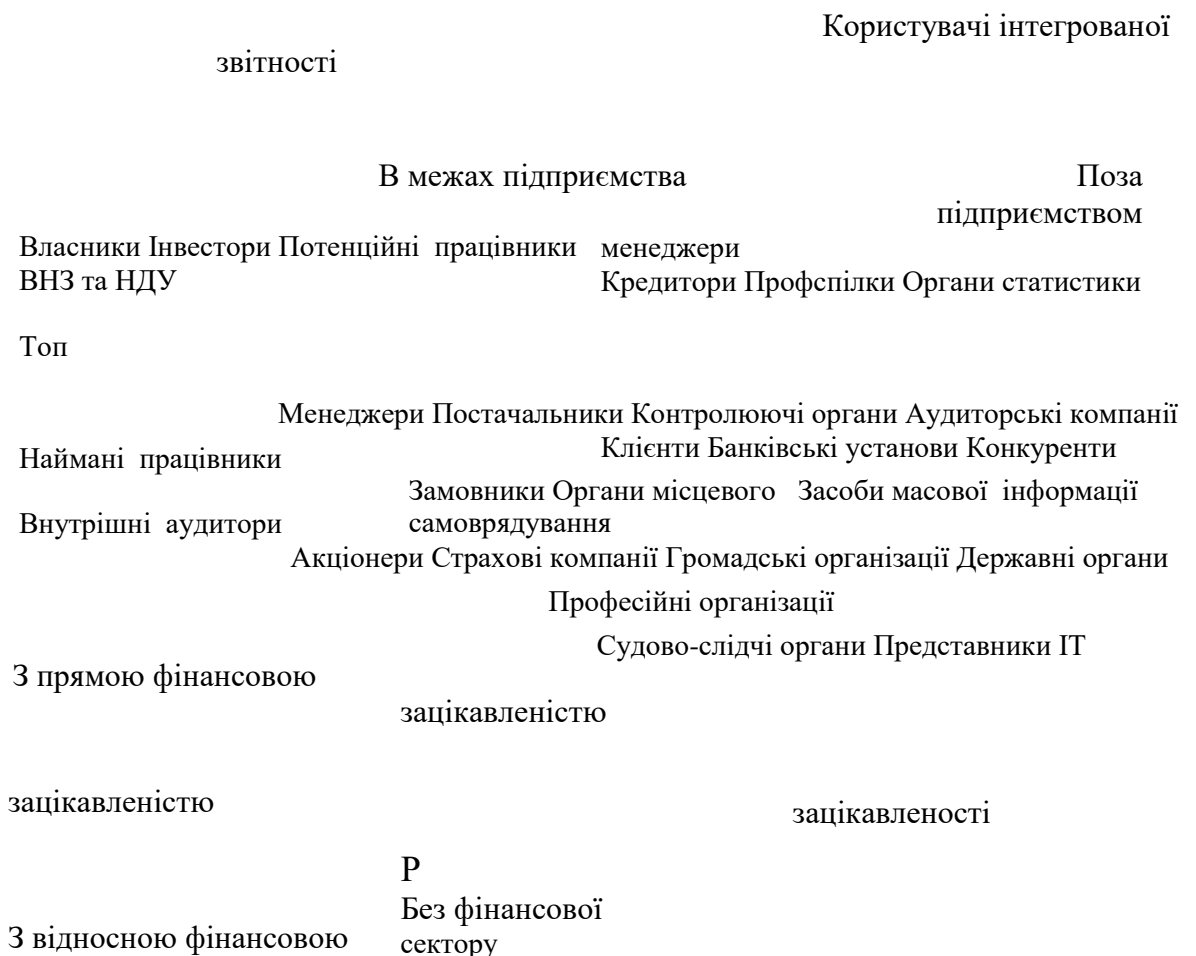 Користувачі інтегрованої
звітності
В межах підприємства Поза
підприємством
Власники Інвестори Потенційні працівники менеджери
ВНЗ та НДУ Кредитори Профспілки Органи статистики
Топ
Менеджери Постачальники Контролюючі органи Аудиторські компанії
Наймані працівники Клієнти Банківські установи Конкуренти
Замовники Органи місцевого Засоби масової інформації
Внутрішні аудитори самоврядування
Акціонери Страхові компанії Громадські організації Державні органи
Професійні організації
Судово-слідчі органи Представники ІТ
З прямою фінансовою
зацікавленістю
зацікавленістю зацікавленості
Р
Без фінансової
З відносною фінансовою сектору